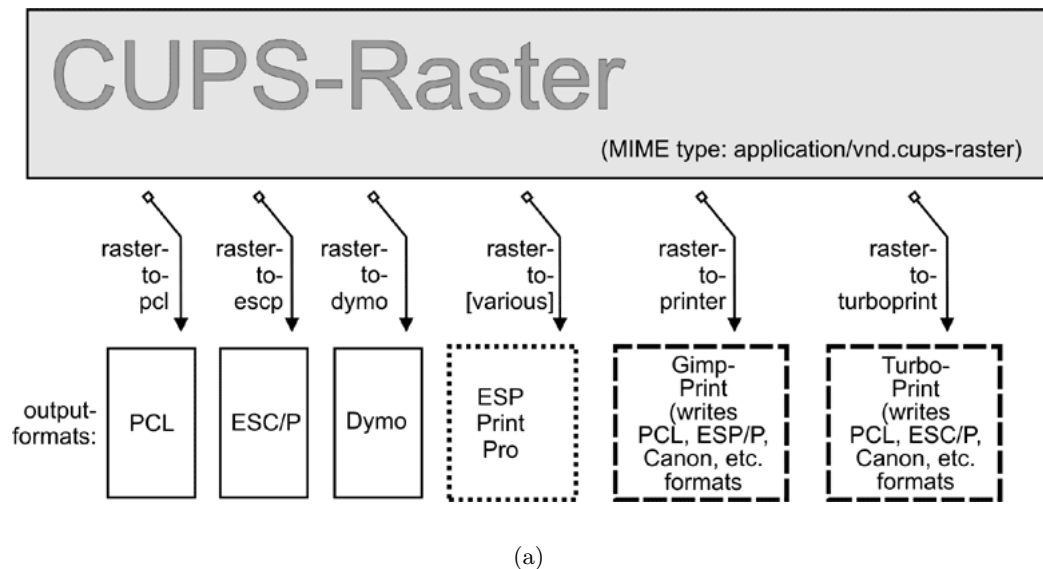 CUPS-Raster
(MIME type: application/vnd.cups-raster)
raster-
to-
pcl
raster-
to-
escp
raster-
to-
dymo
raster-
to-
[various]
raster-
to-
printer
raster-
to-
turboprint
output-
formats:
PCL
ESC/P
Dymo
ESP
Print
Pro
Gimp-
Print
(writes
PCL, ESP/P,
Canon, etc.
formats
Turbo-
Print
(writes
PCL, ESC/P,
Canon, etc.
formats
(a)